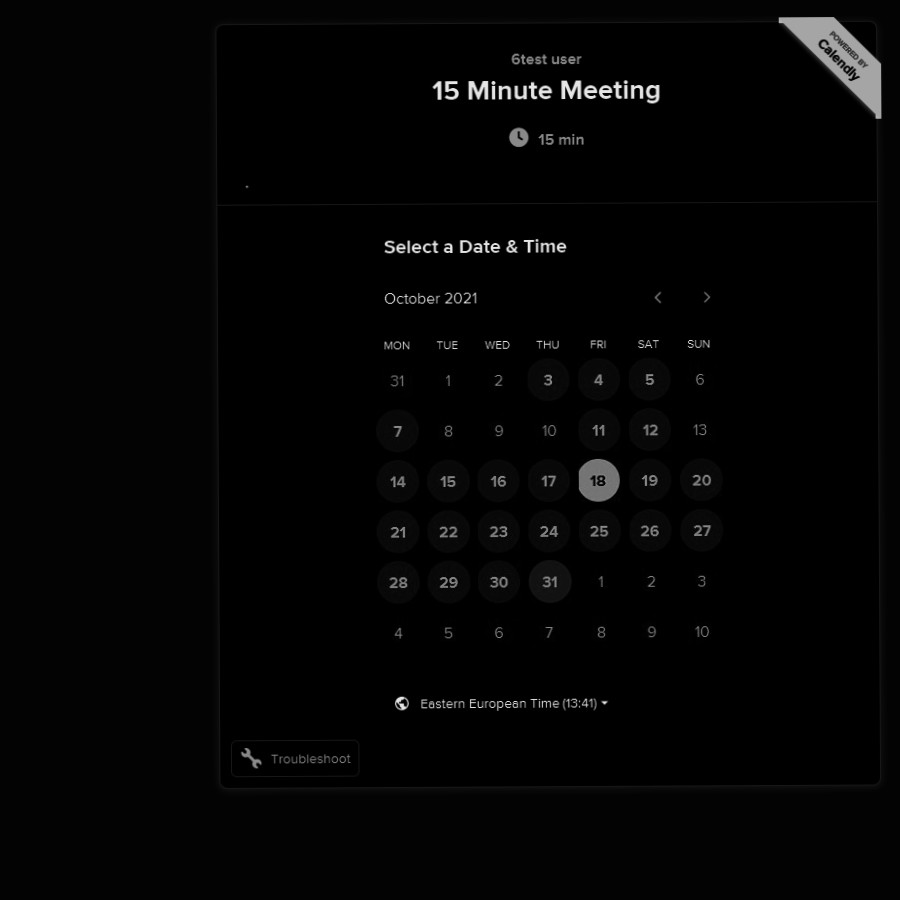 POWERED BY
Calendly
6test user
15 Minute Meeting
15 min
Select a Date & Time
October 2021
MON TUE WED THU FRI SAT SUN
31 1 2 3 4 5 6
7 8 9 10 11 12 13
14 15 16 17 18 19 20
21 22 23 24 25 26 27
28 29 30 31 1 2 3
4 5 6 7 8 9 10
Eastern European Time (13:41)
Troubleshoot